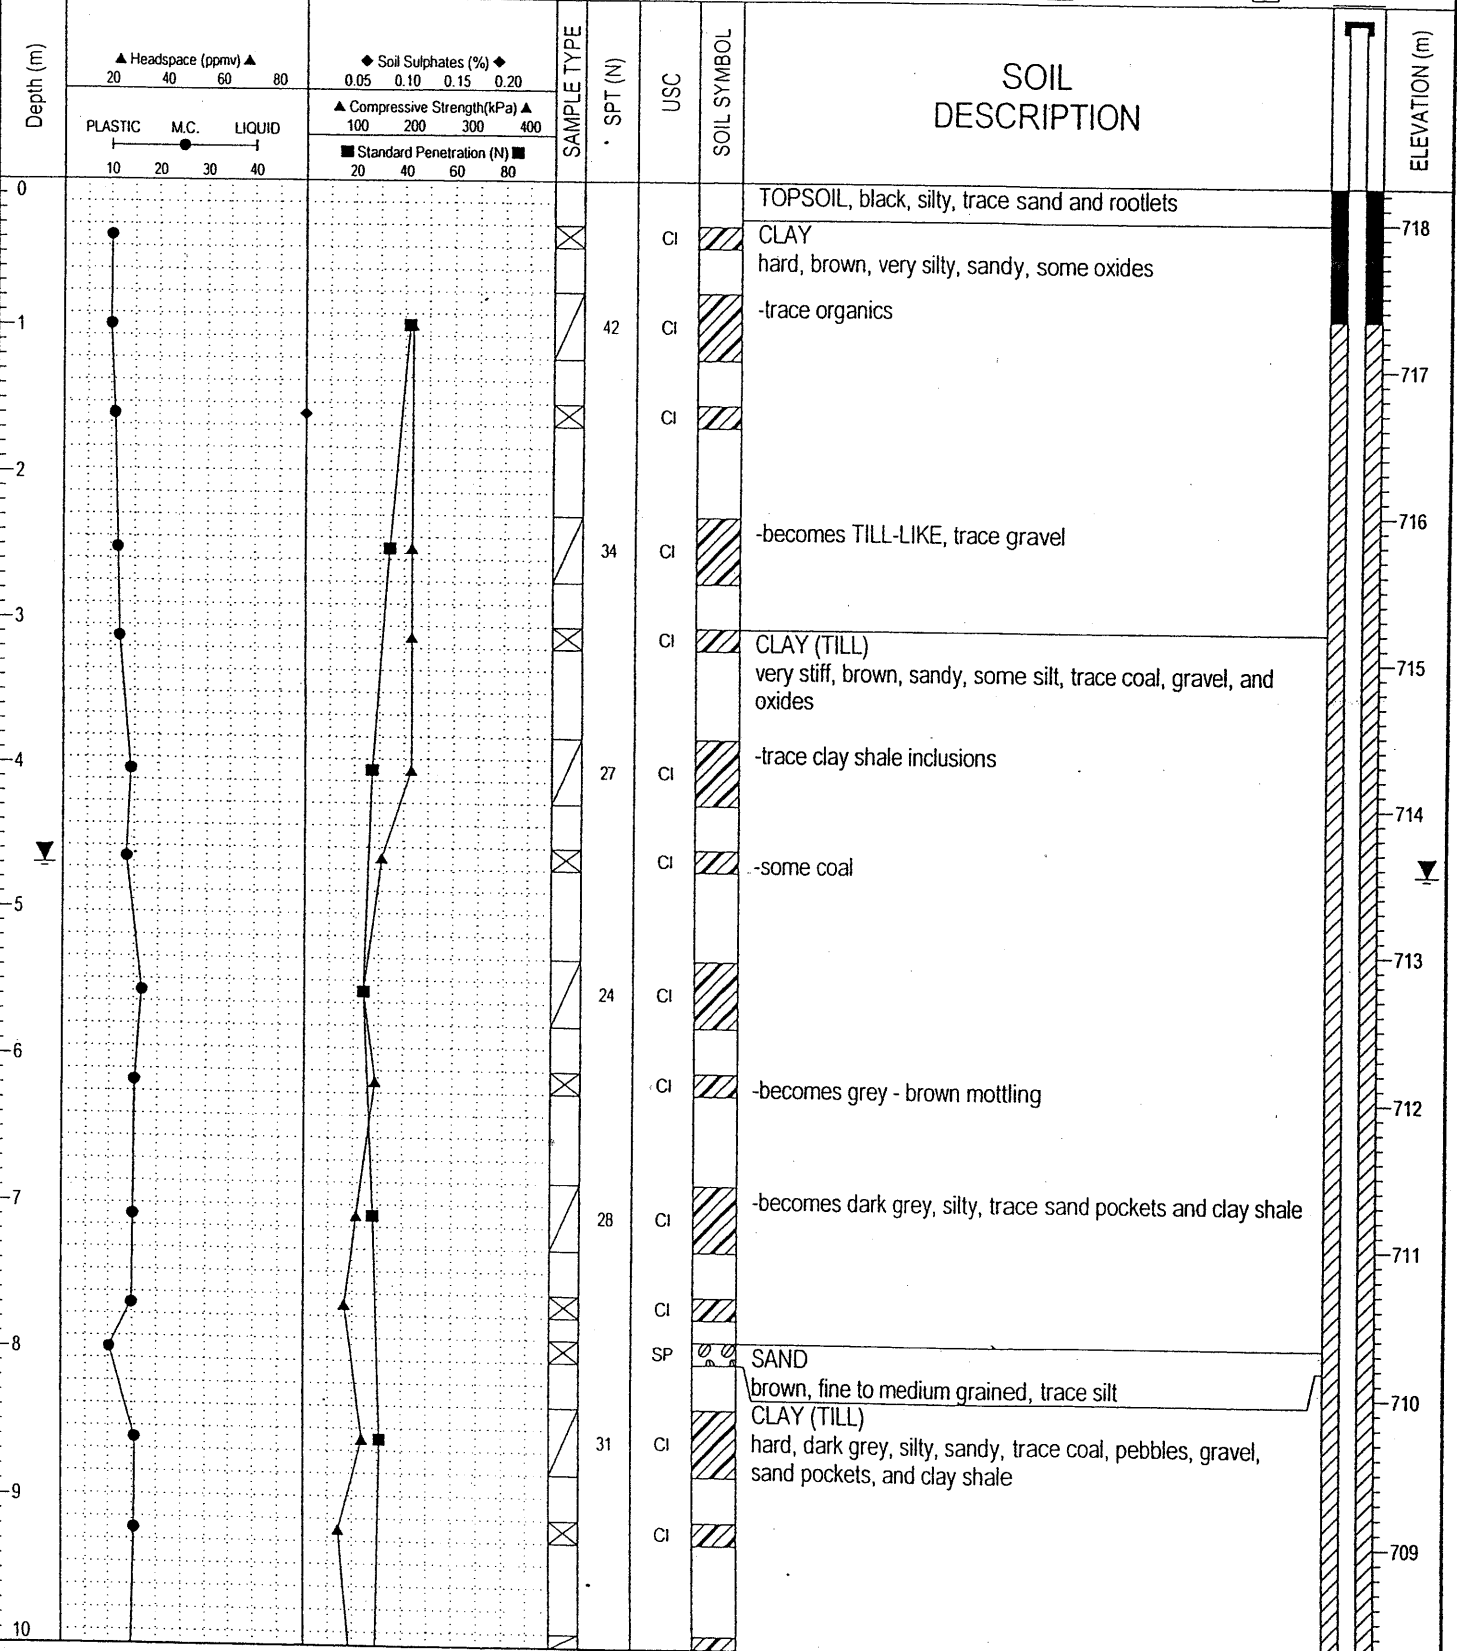 Depth (m)
▲ Headspace (ppmv) ▲
20 40 60 80
PLASTIC M.C. LIQUID
10 20 30 40
◆ Soil Sulphates (%) ◆
0.05 0.10 0.15 0.20
▲ Compressive Strength(kPa) ▲
100 200 300 400
■ Standard Penetration (N) ■
20 40 60 80
SAMPLE TYPE
SPT (N)
USC
SOIL SYMBOL
SOIL
DESCRIPTION
ELEVATION (m)
0
TOPSOIL, black, silty, trace sand and rootlets
718
CI
CLAY
hard, brown, very silty, sandy, some oxides
1
42
CI
-trace organics
717
CI
2
716
34
CI
-becomes TILL-LIKE, trace gravel
3
CI
CLAY (TILL)
very stiff, brown, sandy, some silt, trace coal, gravel, and
oxides
715
4
27
CI
-trace clay shale inclusions
714
CI
-some coal
5
713
24
CI
6
CI
-becomes grey - brown mottling
712
7
28
CI
-becomes dark grey, silty, trace sand pockets and clay shale
711
CI
8
SP
SAND
brown, fine to medium grained, trace silt
710
CLAY (TILL)
31
CI
hard, dark grey, silty, sandy, trace coal, pebbles, gravel,
sand pockets, and clay shale
9
CI
709
10